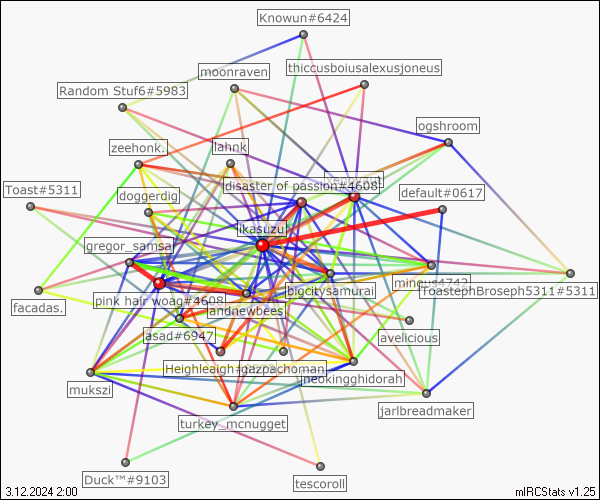 Knowun#6424
moonraven
thiccusboiusalexusjoneus
Random Stuf6#5983
ogshroom
zeehonk.
lahnk
Toast#5311
disaster of passion#4608
default#0617
doggerdig
likasuzu
gregor_samsa
mincus4742
ToastephBroseph5311#5311
bigcitysamurai
pink hair woag#4608
facadas.
andnewbees
asad#6947
avelicious
Heighleaigh
gazpachoman
neokingghidorah
mukszi
jarlbreadmaker
turkey_mcnugget
Duck™#9103
tescoroll
3.12.2024 2:00
mIRCStats v1.25